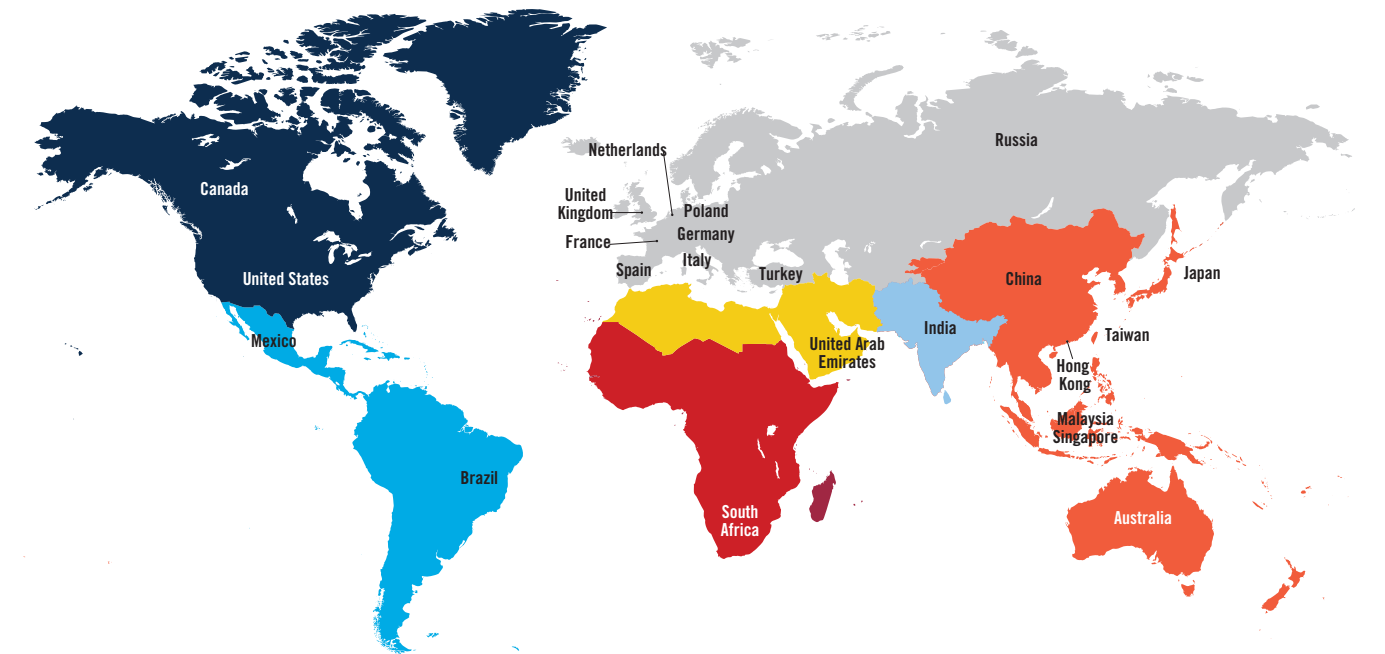 Netherlands
Russia
Canada
United
Kingdom
Poland
Germany
France
Italy
Spain
Turkey
United States
China
Japan
Mexico
India
Taiwan
United Arab
Emirates
Hong
Kong
Malaysia
Singapore
Brazil
South
Africa
Australia